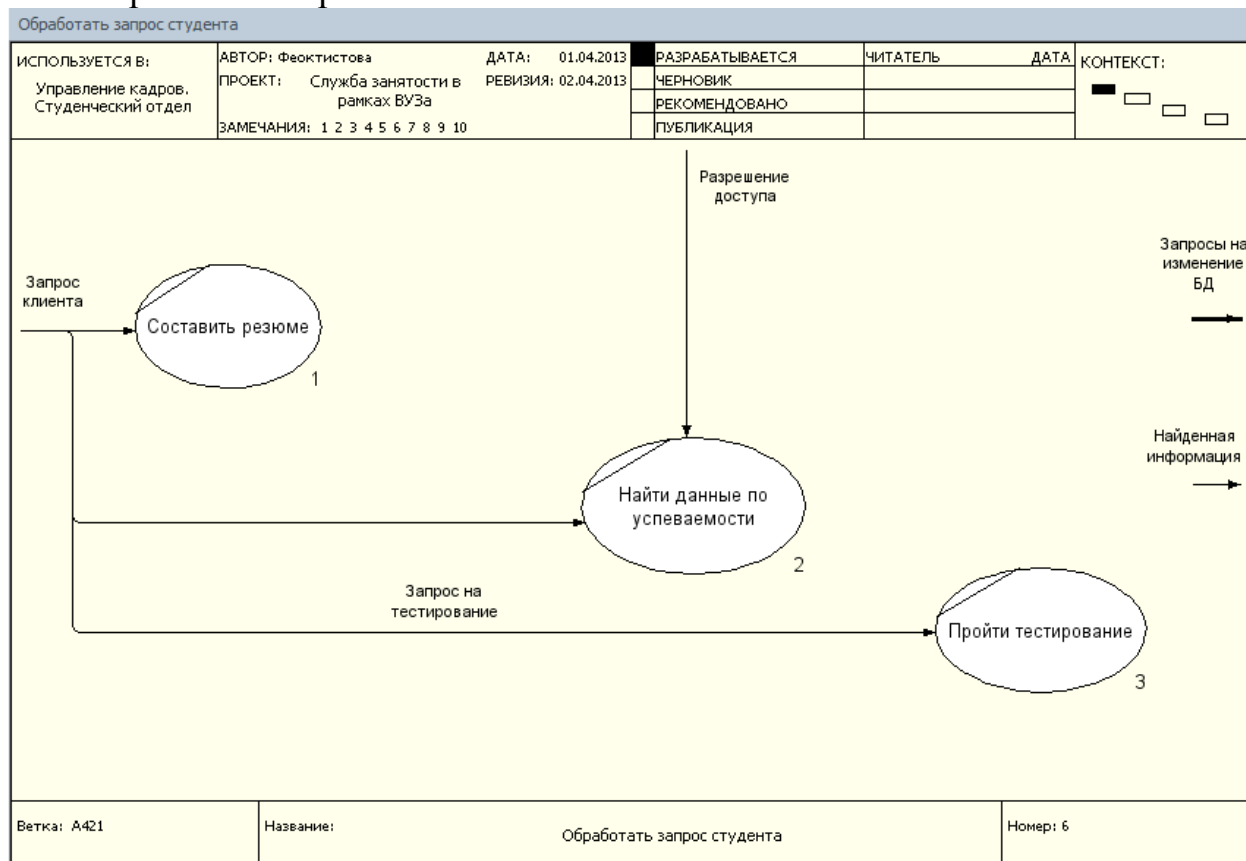 Обработать запрос студента
ИСПОЛЬЗУЕТСЯ В:
Управление кадров.
Студенческий отдел
АВТОР: Феоктистова
ДАТА: 01.04.2013
ПРОЕКТ: Служба занятости в
рамках ВУЗа
РЕВИЗИЯ: 02.04.2013
ЗАМЕЧАНИЯ: 1 2 3 4 5 6 7 8 9 10
РАЗРАБАТЫВАЕТСЯ
ЧЕРНОВИК
РЕКОМЕНДОВАНО
ПУБЛИКАЦИЯ
ЧИТАТЕЛЬ
ДАТА
КОНТЕКСТ:
Разрешение
доступа
Запросы на
изменение
БД
Запрос
клиента
Составить резюме
1
Найденная
информация
Найти данные по
успеваемости
2
Запрос на
тестирование
Пройти тестирование
3
Ветка: A421
Название:
Обработать запрос студента
Номер: 6